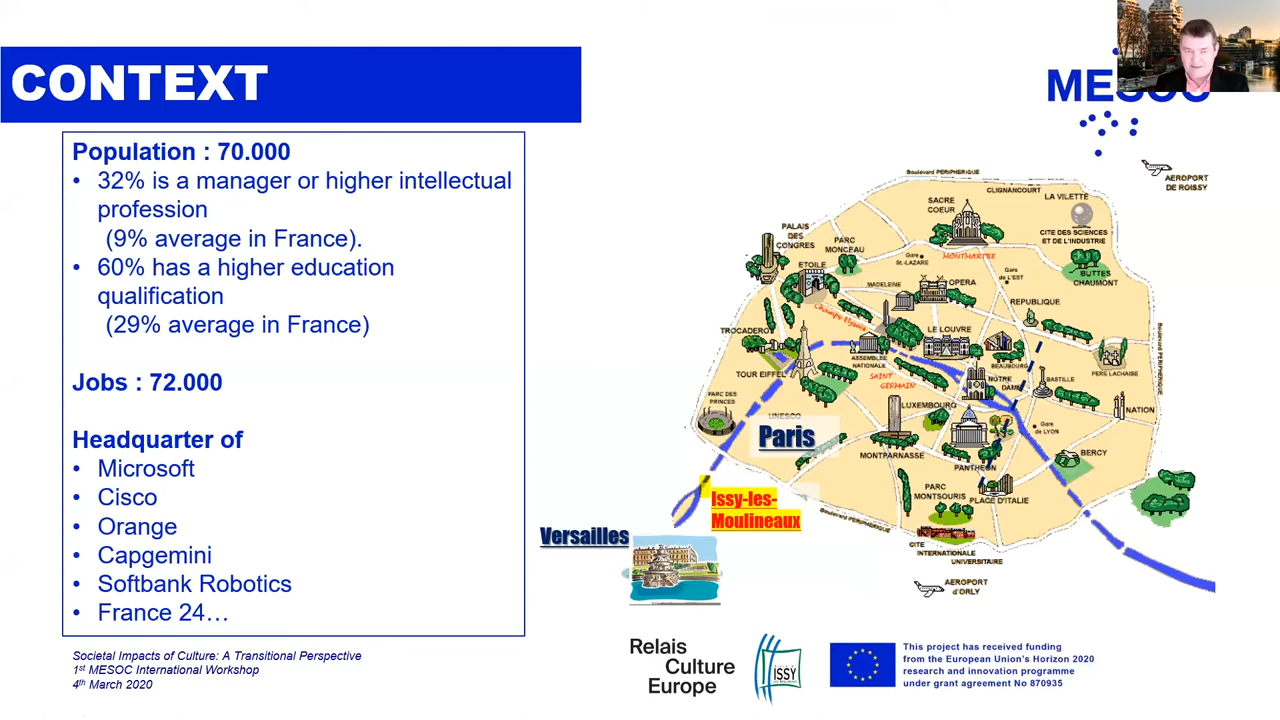 CONTEXT
MESOC
Population : 70.000
• 32% is a manager or higher intellectual
profession
(9% average in France).
• 60% has a higher education
qualification
(29% average in France)
Jobs : 72.000
Headquarter of
• Microsoft
• Cisco
• Orange
• Capgemini
• Softbank Robotics
• France 24…
Societal Impacts of Culture: A Transitional Perspective
1st MESOC International Workshop
4th March 2020
AEROPORT
DE ROISSY
Boulevard PERIPHERIQUE
CLIGNANCOURT
LA VILLETTE
SACRE
COEUR
CITE DES SCIENCES
ET DE L'INDUSTRIE
PALAIS
DES
CONGRES
PARC
MONCEAU
Gare
St-LAZARE
MONTMARTRE
Gare
de L'EST
BUTTES
CHAUMONT
ETOILE
MADELEINE
OPERA
REPUBLIQUE
Champs-Elysees
TROCADERO
LE LOUVRE
ASSEMBLEE
NATIONALE
BEAUBOURG
PERE LACHAISE
Boulevard PERIPHERIQUE
TOUR EIFFEL
SAINT
GERMAIN
NOTRE
DAME
BASTILLE
PARC
DES
PRINCES
UNESCO
LUXEMBOURG
NATION
Gare
de LYON
Paris
MONTPARNASSE
PANTHEON
BERCY
PARC
MONTSOURIS
PLACE D'ITALIE
Issy-les-
Moulineaux
Boulevard PERIPHERIQUE
Versailles
CITE
INTERNATIONALE
UNIVERSITAIRE
AEROPORT
d'ORLY
Relais
Culture
Europe
ISSY
This project has received funding
from the European Union's Horizon 2020
research and innovation programme
under grant agreement No 870935